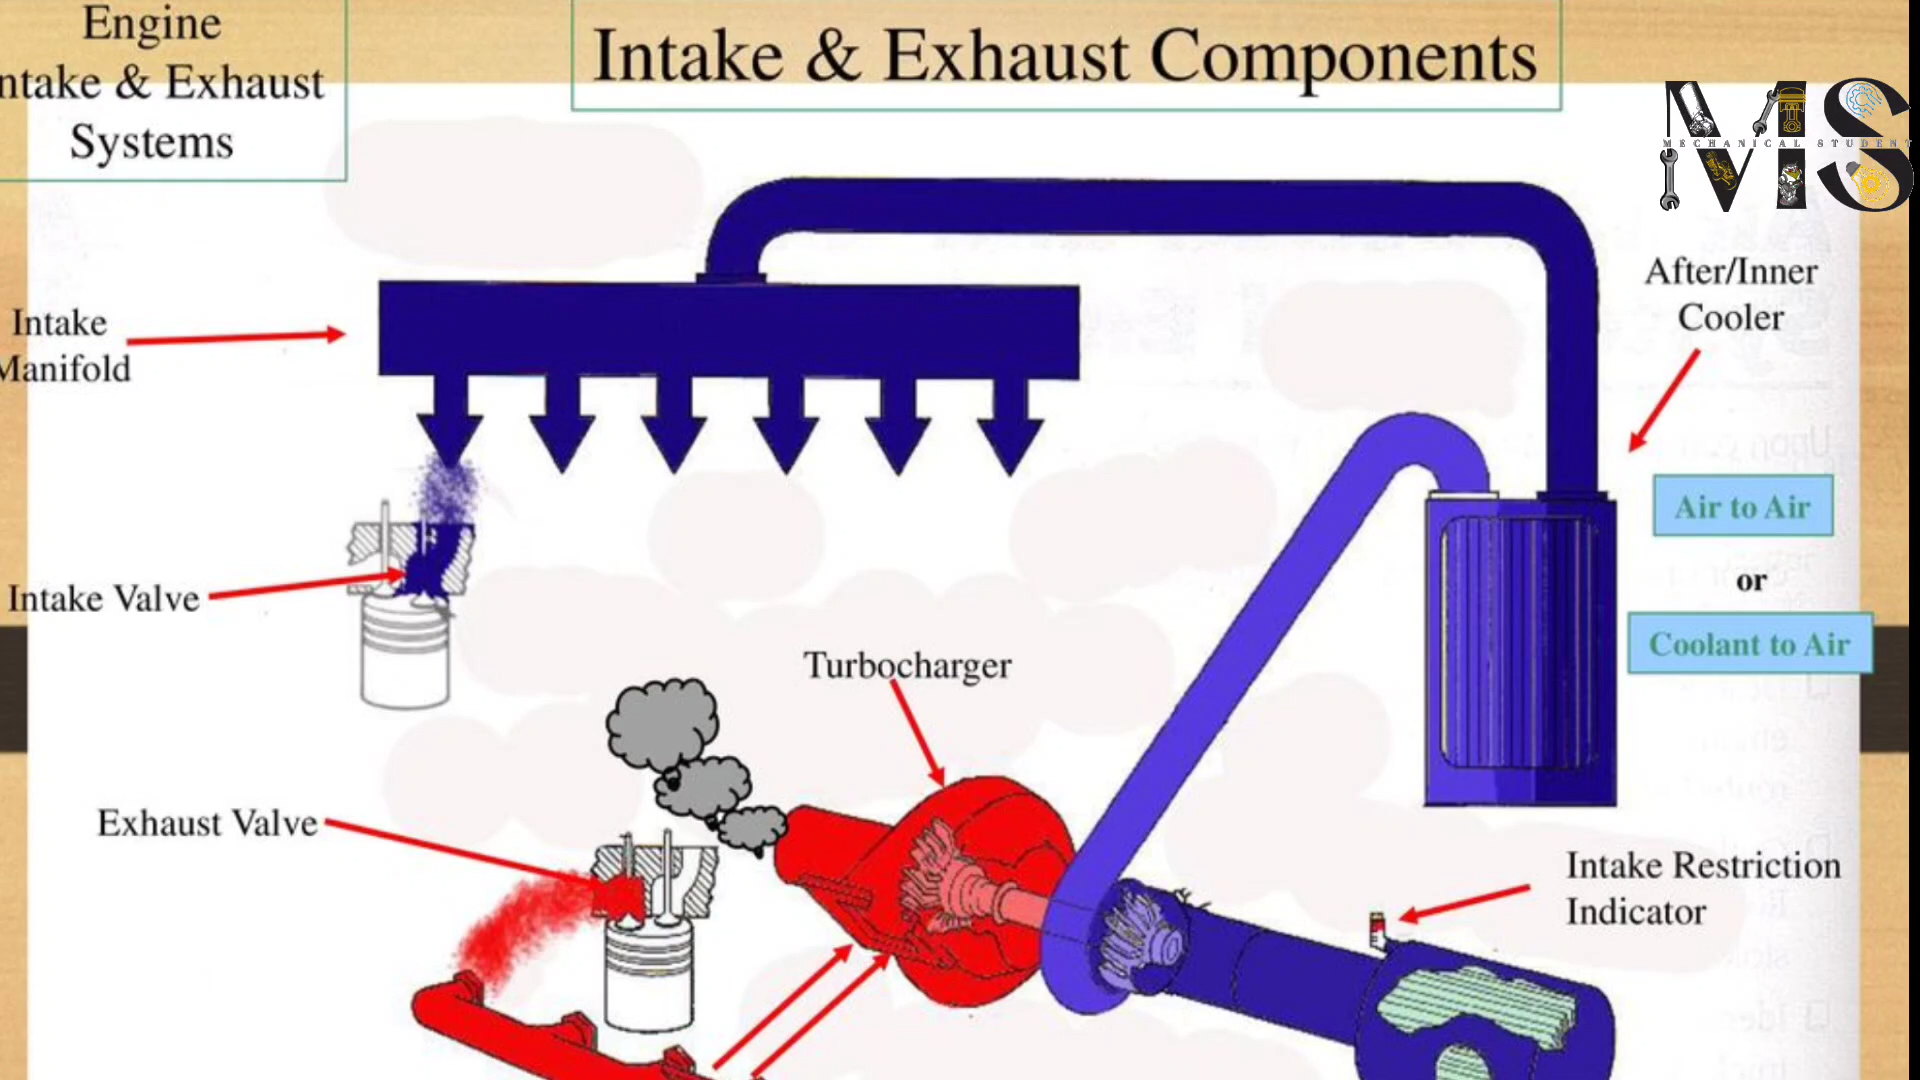 Engine
ntake & Exhaust
Systems
Intake & Exhaust Components
MS
MECHANICAL STUDENT
After/Inner
Cooler
Intake
Manifold
Air to Air
or
Intake Valve
Coolant to Air
Turbocharger
Exhaust Valve
Intake Restriction
Indicator